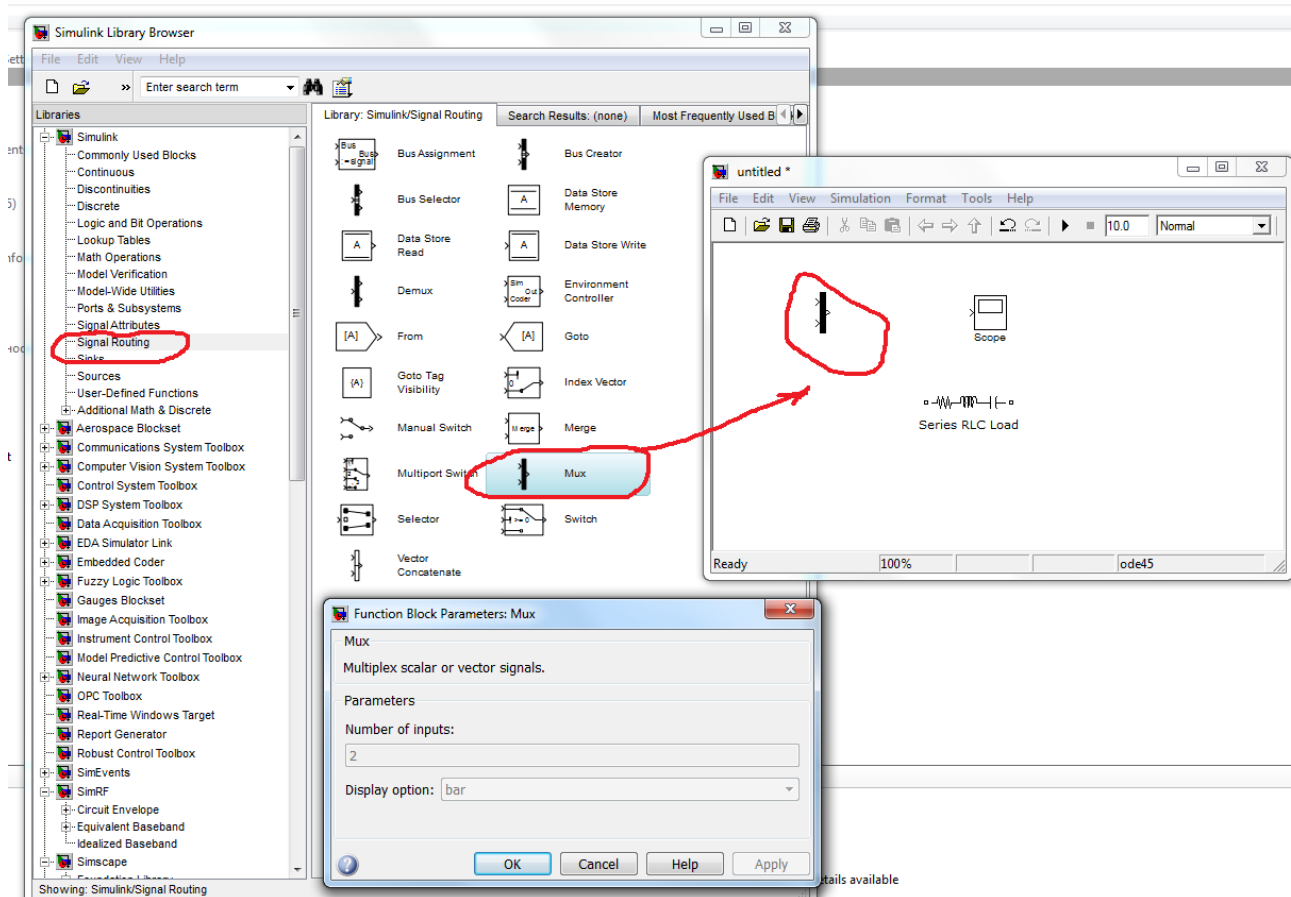 Simulink Library Browser
File Edit View Help
» Enter search term
Libraries
Simulink
Commonly Used Blocks
Continuous
Discontinuities
Discrete
Logic and Bit Operations
Lookup Tables
Math Operations
Model Verification
Model-Wide Utilities
Ports & Subsystems
Signal Attributes
Signal Routing
Sinks
Sources
User-Defined Functions
Additional Math & Discrete
Aerospace Blockset
Communications System Toolbox
Computer Vision System Toolbox
Control System Toolbox
DSP System Toolbox
Data Acquisition Toolbox
EDA Simulator Link
Embedded Coder
Fuzzy Logic Toolbox
Gauges Blockset
Image Acquisition Toolbox
Instrument Control Toolbox
Model Predictive Control Toolbox
Neural Network Toolbox
OPC Toolbox
Real-Time Windows Target
Report Generator
Robust Control Toolbox
SimEvents
SimRF
Circuit Envelope
Equivalent Baseband
Idealized Baseband
Simscape
Showing: Simulink/Signal Routing
Library: Simulink/Signal Routing Search Results: (none) Most Frequently Used B
Bus Bus := signal Bus Assignment
Bus Creator
Bus Selector
A Data Store
Memory
A Data Store
Read
A Data Store Write
Demux
Sim Out Coder Environment
Controller
[A] From
[A] Goto
{A} Goto Tag
Visibility
0 Index Vector
Manual Switch
Merge Merge
Multiport Switch
Mux
Selector
>= 0 Switch
Vector
Concatenate
untitled *
File Edit View Simulation Format Tools Help
10.0 Normal
Scope
Series RLC Load
Ready 100% ode45
Function Block Parameters: Mux
Mux
Multiplex scalar or vector signals.
Parameters
Number of inputs:
2
Display option: bar
OK Cancel Help Apply
etails available